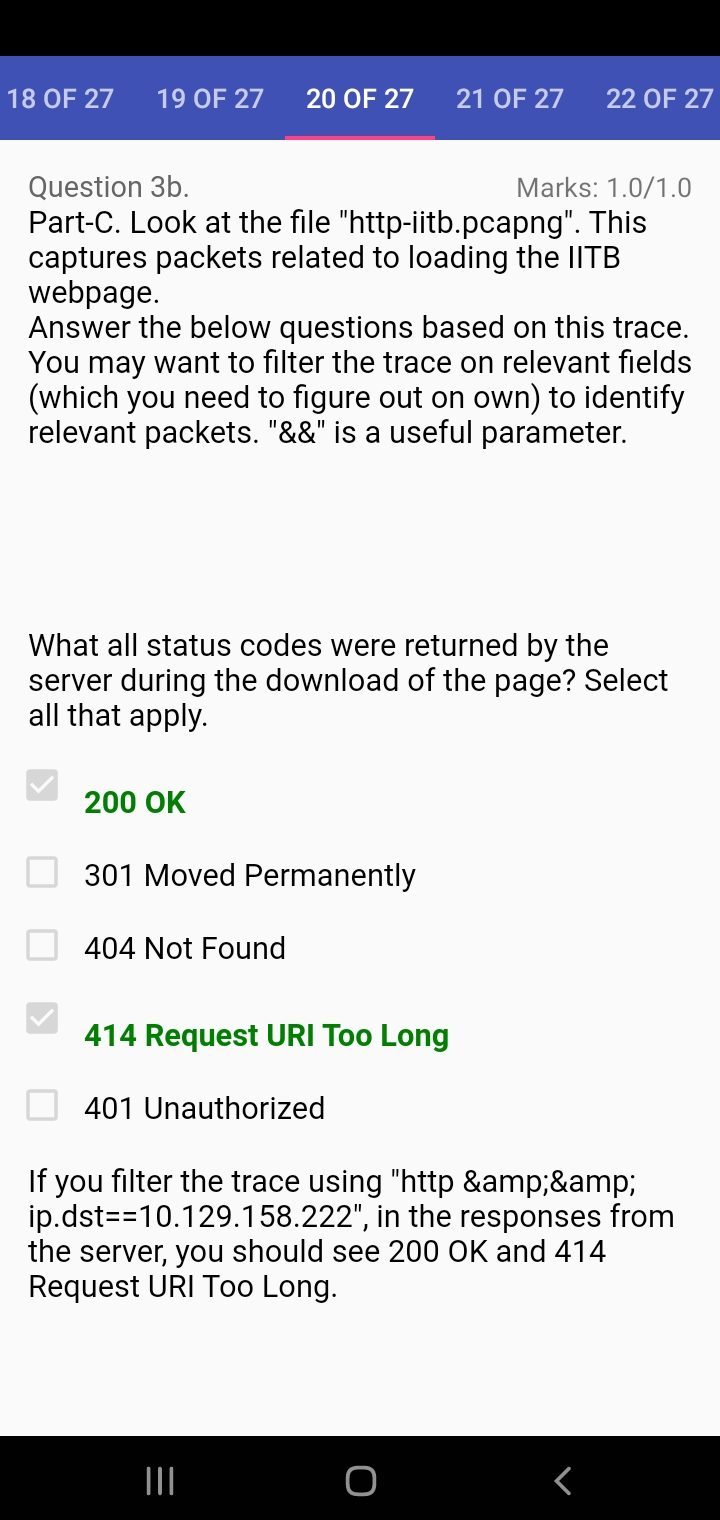 18 OF 27 19 OF 27 20 OF 27 21 OF 27 22 OF 27
Question 3b. Marks: 1.0/1.0
Part-C. Look at the file "http-iitb.pcapng". This
captures packets related to loading the IITB
webpage.
Answer the below questions based on this trace.
You may want to filter the trace on relevant fields
(which you need to figure out on own) to identify
relevant packets. "&&" is a useful parameter.
What all status codes were returned by the
server during the download of the page? Select
all that apply.
200 OK
301 Moved Permanently
404 Not Found
414 Request URI Too Long
401 Unauthorized
If you filter the trace using "http &amp;&amp;
ip.dst==10.129.158.222", in the responses from
the server, you should see 200 OK and 414
Request URI Too Long.